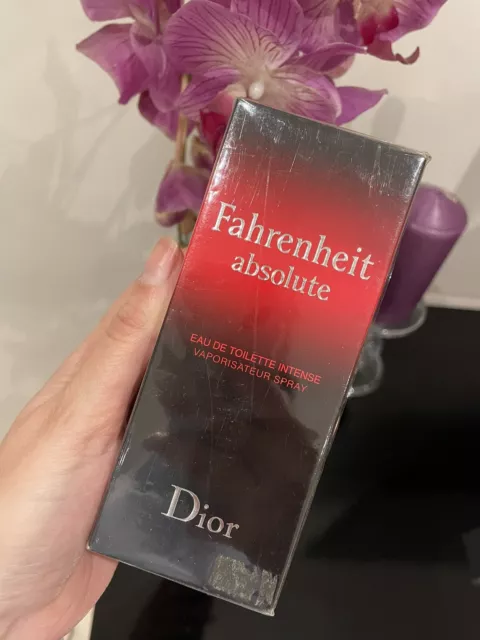 Fahrenheit
absolute
EAU DE TOILETTE INTENSE
VAPORISATEUR SPRAY
Dior